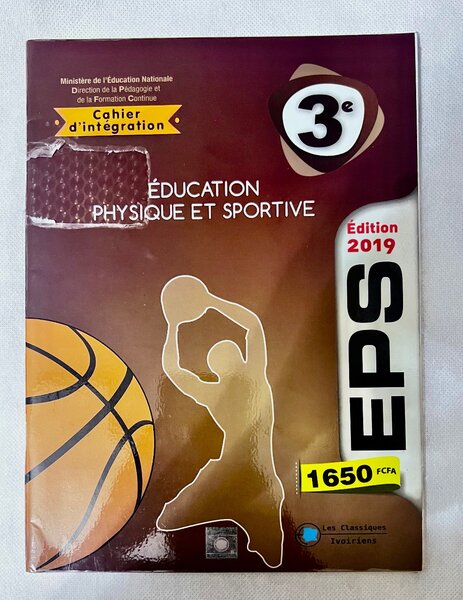 Ministère de l'Éducation Nationale
Direction de la Pédagogie et
de la Formation Continue
Cahier
d'intégration
3e
ÉDUCATION
PHYSIQUE ET SPORTIVE
Édition
2019
EPS
1650 FCFA
Les Classiques
Ivoiriens